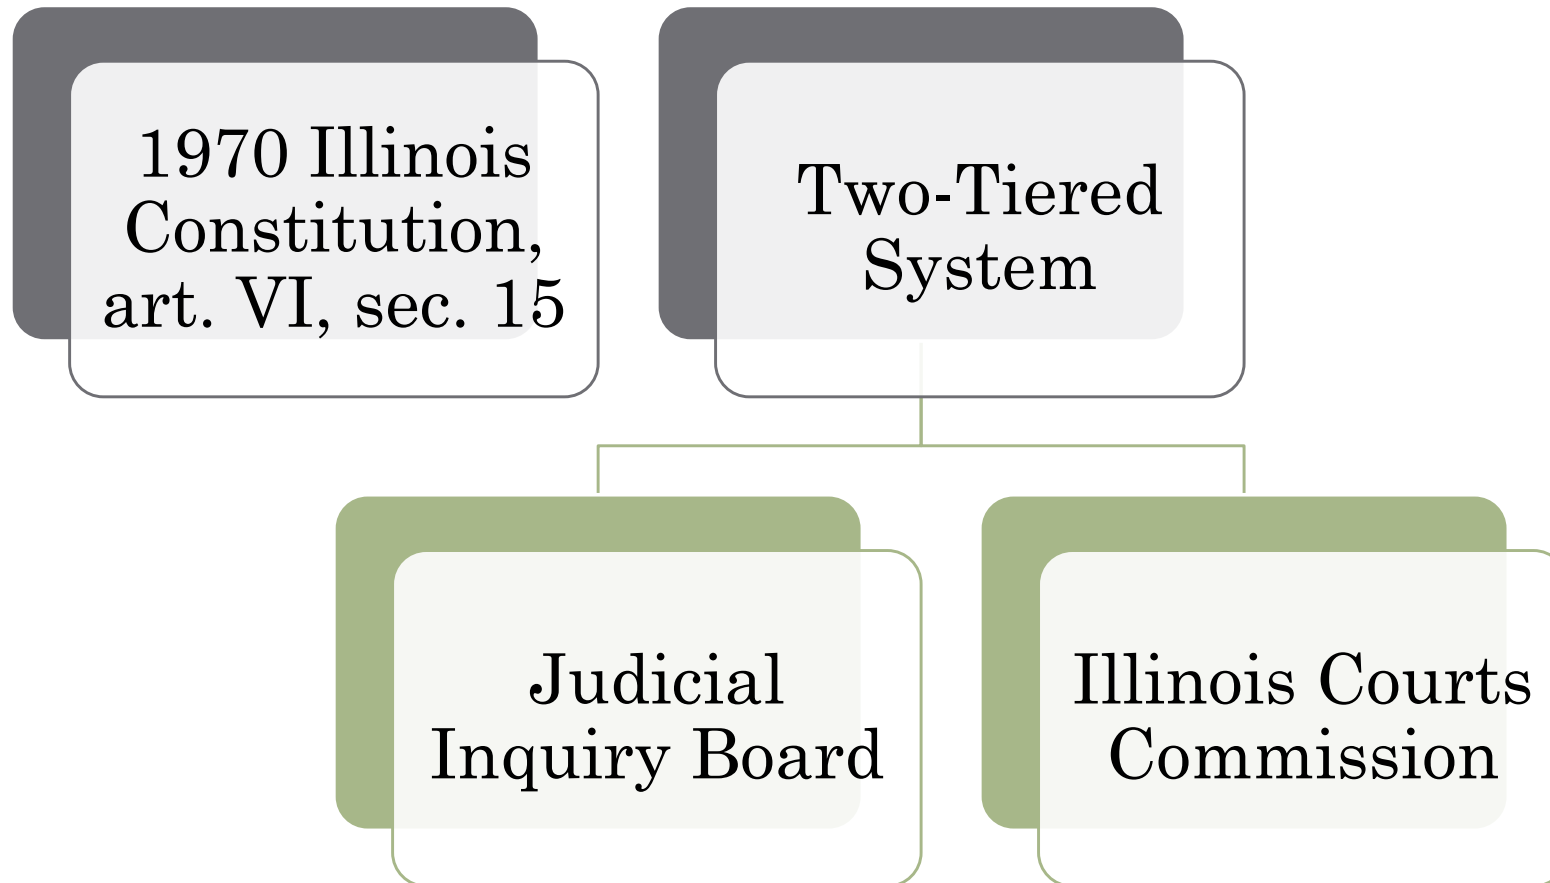 1970 Illinois
Constitution,
art. VI, sec. 15
Two-Tiered
System
Judicial
Inquiry Board
Illinois Courts
Commission